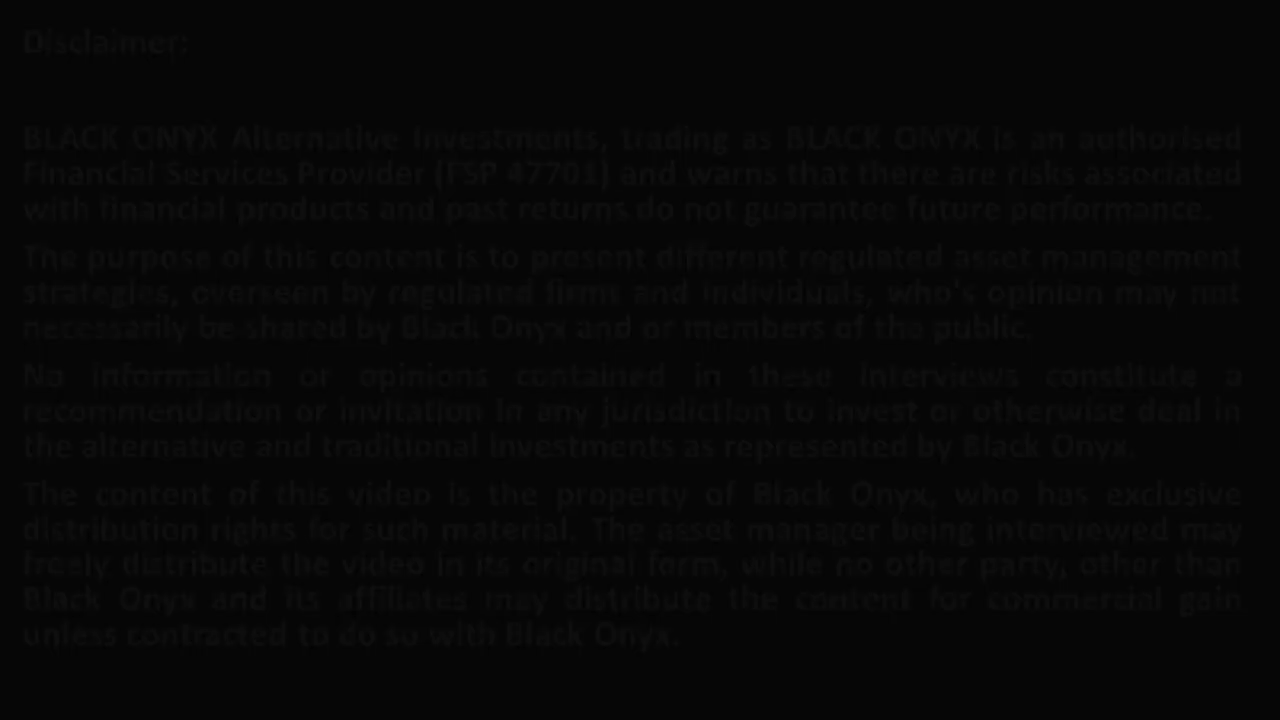 Disclaimer:
BLACK ONYX Alternative Investments, trading as BLACK ONYX is an authorised
Financial Services Provider (FSP 47701) and warns that there are risks associated
with financial products and past returns do not guarantee future performance.
The purpose of this content is to present different regulated asset management
strategies, overseen by regulated firms and individuals, who's opinion may not
necessarily be shared by Black Onyx and or members of the public.
No information or opinions contained in these interviews constitute a
recommendation or invitation in any jurisdiction to invest or otherwise deal in
the alternative and traditional investments as represented by Black Onyx.
The content of this video is the property of Black Onyx, who has exclusive
distribution rights for such material. The asset manager being interviewed may
freely distribute the video in its original form, while no other party, other than
Black Onyx and its affiliates may distribute the content for commercial gain
unless contracted to do so with Black Onyx.